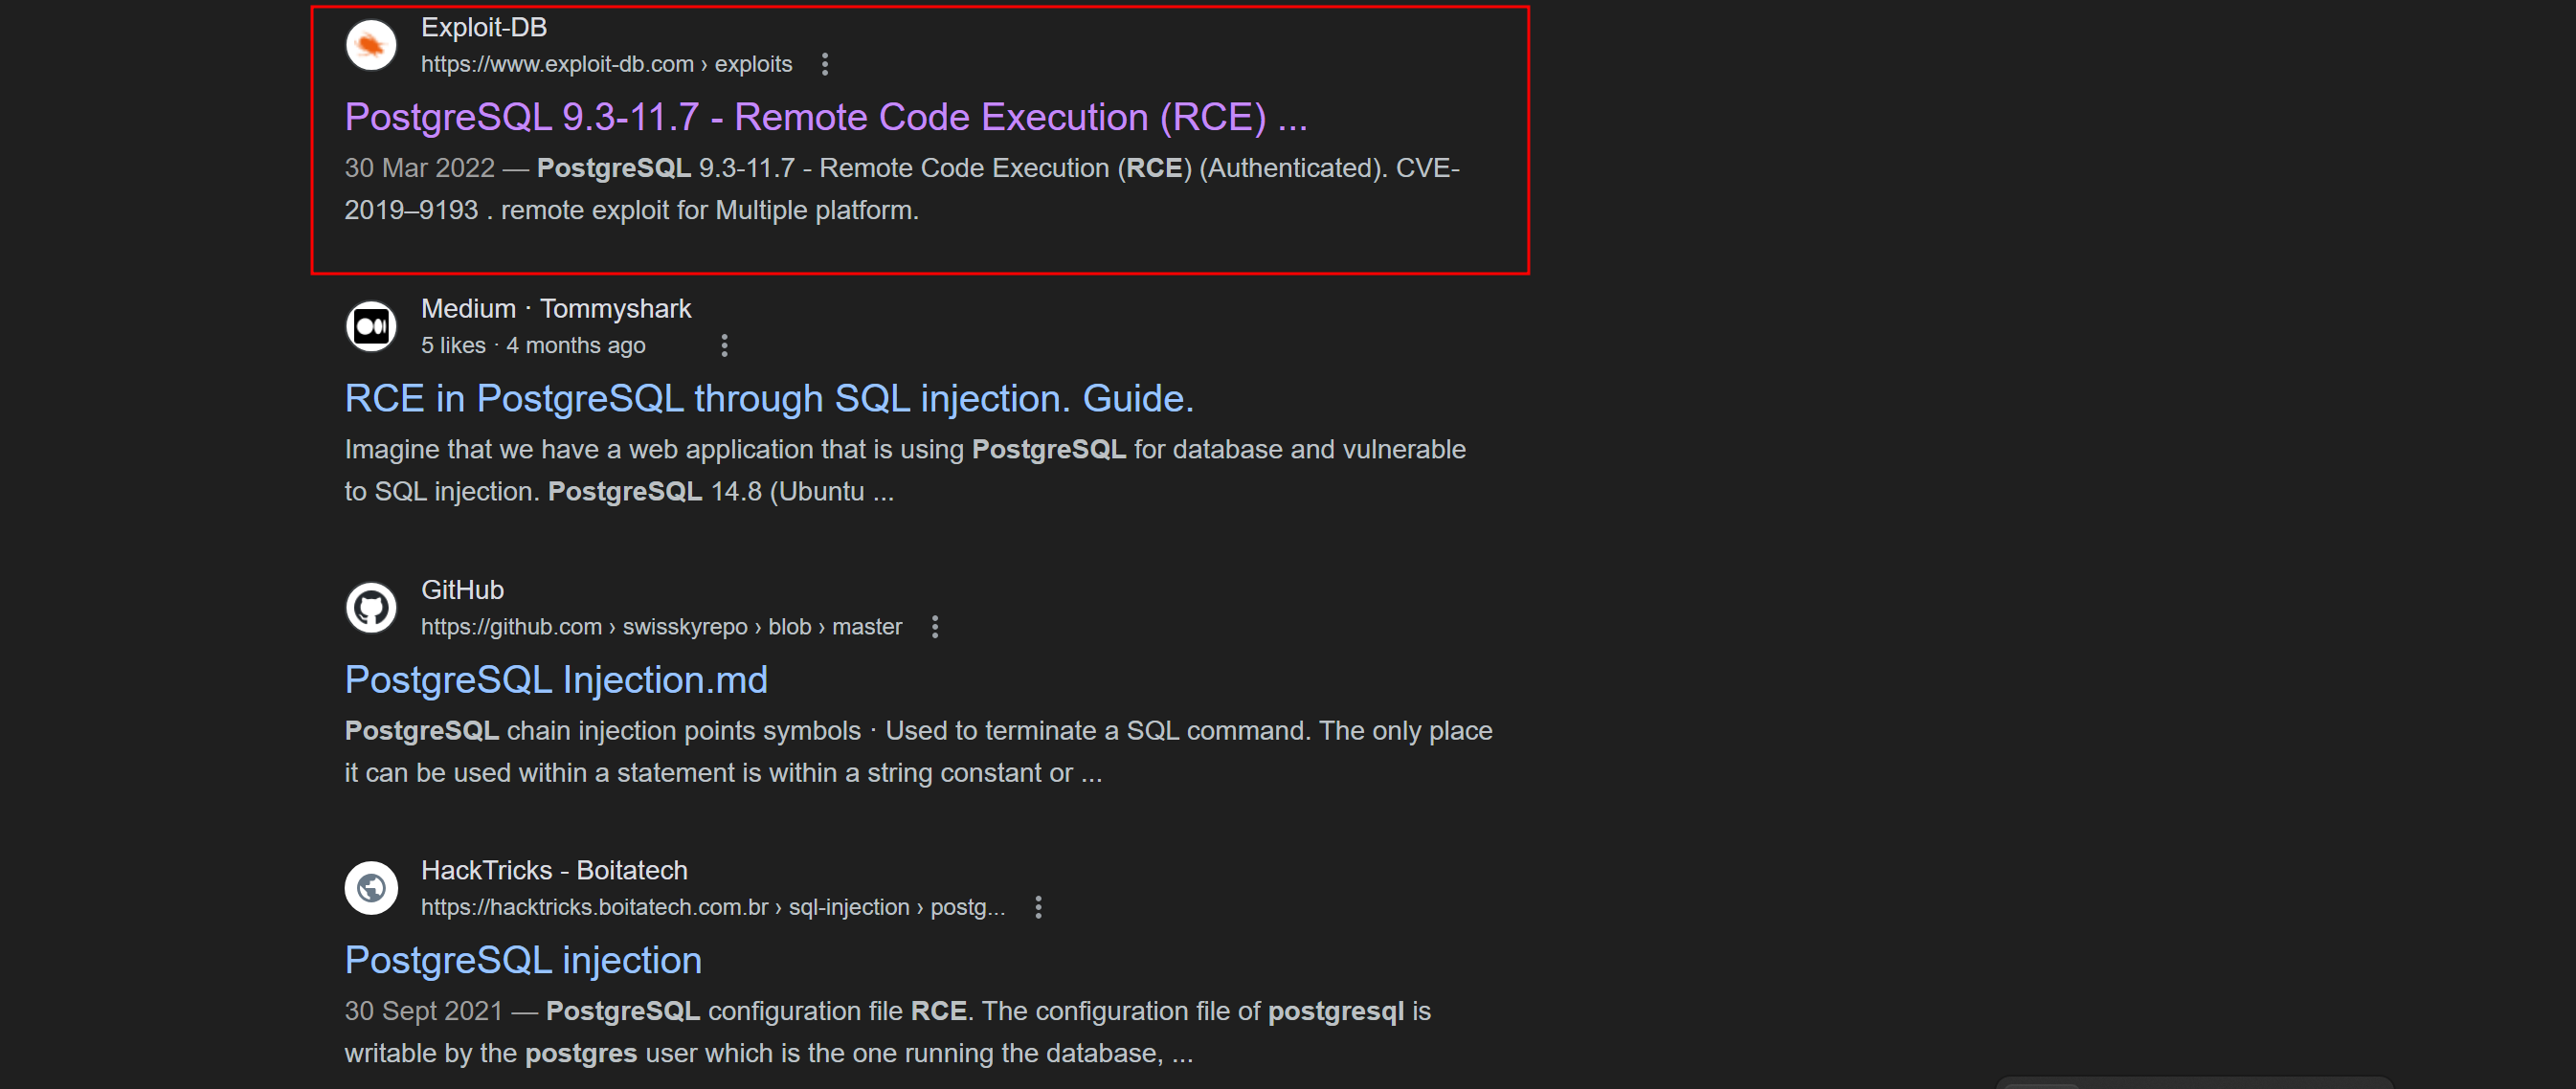 Exploit-DB
https://www.exploit-db.com › exploits
PostgreSQL 9.3-11.7 - Remote Code Execution (RCE) ...
30 Mar 2022 — PostgreSQL 9.3-11.7 - Remote Code Execution (RCE) (Authenticated). CVE-
2019–9193 . remote exploit for Multiple platform.
Medium · Tommyshark
5 likes · 4 months ago
RCE in PostgreSQL through SQL injection. Guide.
Imagine that we have a web application that is using PostgreSQL for database and vulnerable
to SQL injection. PostgreSQL 14.8 (Ubuntu ...
GitHub
https://github.com › swisskyrepo › blob › master
PostgreSQL Injection.md
PostgreSQL chain injection points symbols · Used to terminate a SQL command. The only place
it can be used within a statement is within a string constant or ...
HackTricks - Boitatech
https://hacktricks.boitatech.com.br › sql-injection › postg...
PostgreSQL injection
30 Sept 2021 — PostgreSQL configuration file RCE. The configuration file of postgresql is
writable by the postgres user which is the one running the database, ...